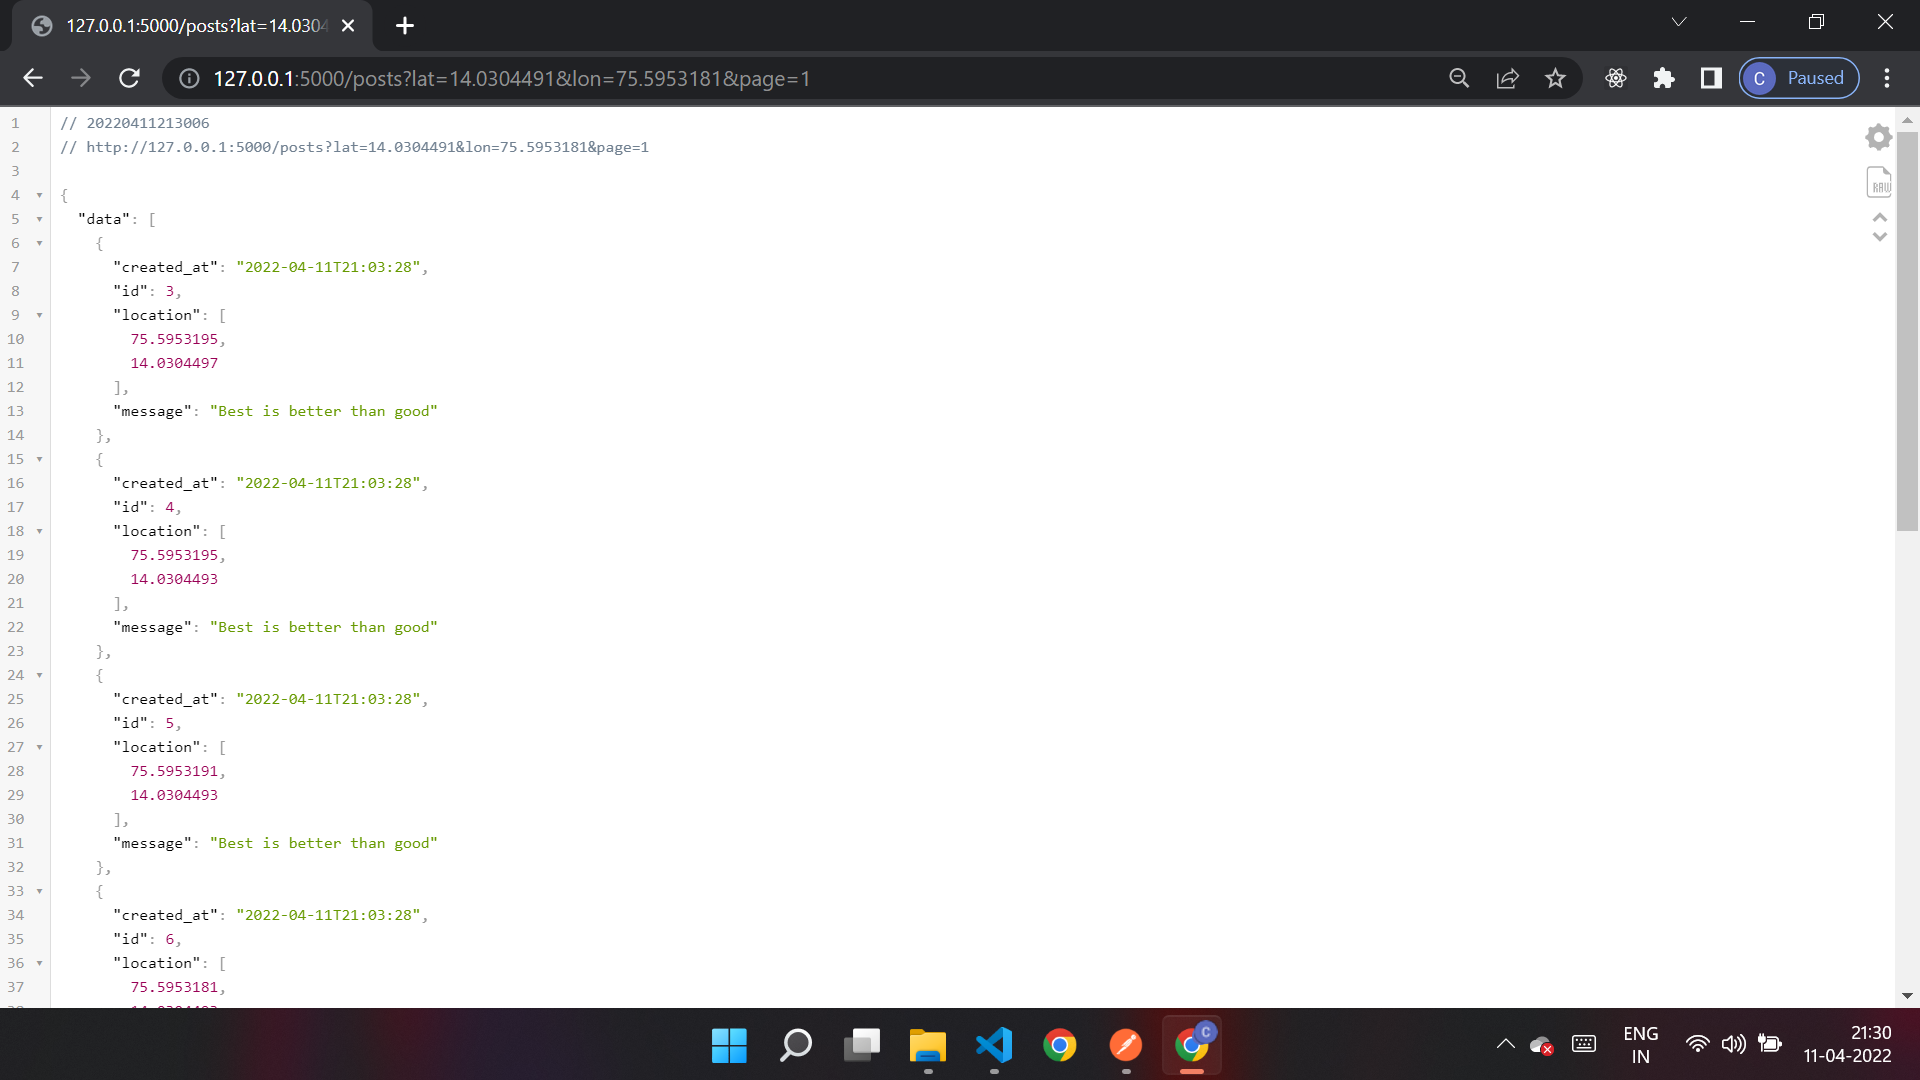 127.0.0.1:5000/posts?lat=14.0304
127.0.0.1:5000/posts?lat=14.0304491&lon=75.5953181&page=1
C Paused
1 // 20220411213006
2 // http://127.0.0.1:5000/posts?lat=14.0304491&lon=75.5953181&page=1
3
4 {
5 "data": [
6 {
7 "created_at": "2022-04-11T21:03:28",
8 "id": 3,
9 "location": [
10 75.5953195,
11 14.0304497
12 ],
13 "message": "Best is better than good"
14 },
15 {
16 "created_at": "2022-04-11T21:03:28",
17 "id": 4,
18 "location": [
19 75.5953195,
20 14.0304493
21 ],
22 "message": "Best is better than good"
23 },
24 {
25 "created_at": "2022-04-11T21:03:28",
26 "id": 5,
27 "location": [
28 75.5953191,
29 14.0304493
30 ],
31 "message": "Best is better than good"
32 },
33 {
34 "created_at": "2022-04-11T21:03:28",
35 "id": 6,
36 "location": [
37 75.5953181,
RAW
C
ENG
IN
21:30
11-04-2022